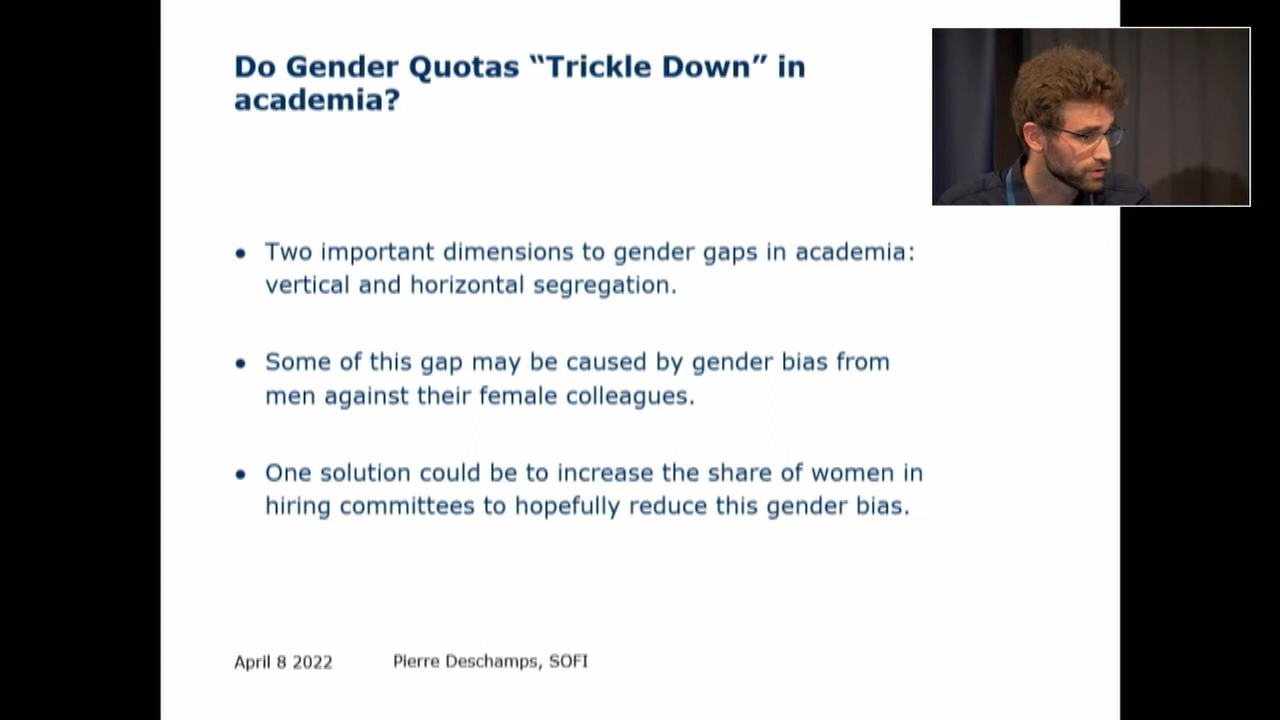 Do Gender Quotas “Trickle Down” in
academia?
• Two important dimensions to gender gaps in academia:
vertical and horizontal segregation.
• Some of this gap may be caused by gender bias from
men against their female colleagues.
• One solution could be to increase the share of women in
hiring committees to hopefully reduce this gender bias.
April 8 2022 Pierre Deschamps, SOFI